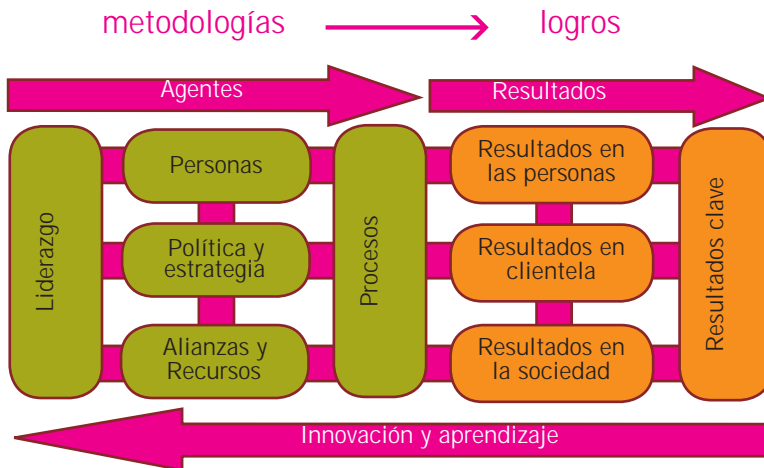 metodologías logros
Agentes Resultados
Liderazgo
Personas
Política y
estrategia
Alianzas y
Recursos
Procesos
Resultados en
las personas
Resultados en
clientela
Resultados en
la sociedad
Resultados clave
Innovación y aprendizaje